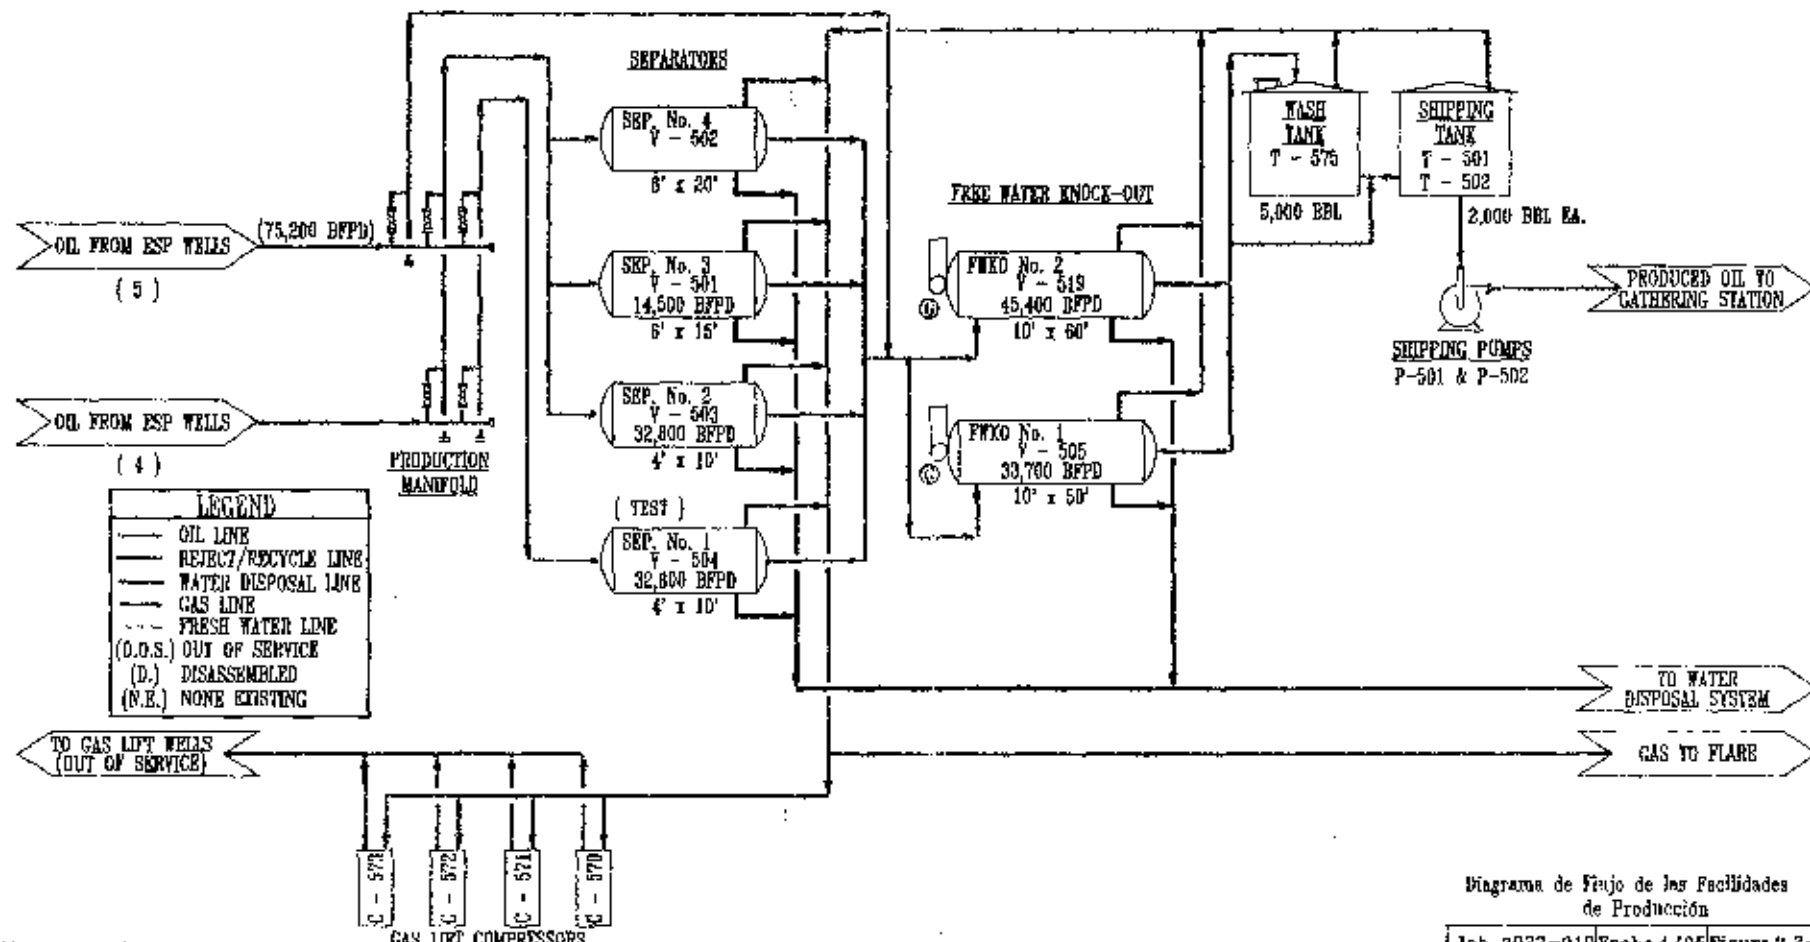 SEPARATORS
SEP. No. 4
V - 502
6' x 20'
SEP. No. 3
V - 501
14,500 BFPD
6' x 15'
SEP. No. 2
V - 503
32,600 BFPD
4' x 10'
( TEST )
SEP. No. 1
V - 504
32,600 BFPD
4' x 10'
OIL FROM ESP WELLS
(75,200 BFPD)
( 5 )
OIL FROM ESP WELLS
( 4 )
PRODUCTION
MANIFOLD
FREE WATER KNOCK-OUT
FWKO No. 2
V - 519
45,400 BFPD
10' x 60'
FWKO No. 1
V - 505
33,700 BFPD
10' x 50'
WASH
TANK
T - 575
5,000 BBL
SHIPPING
TANK
T - 501
T - 502
2,000 BBL EA.
PRODUCED OIL TO
GATHERING STATION
SHIPPING PUMPS
P-501 & P-502
LEGEND
OIL LINE
REJECT/RECYCLE LINE
WATER DISPOSAL LINE
GAS LINE
FRESH WATER LINE
(O.O.S.) OUT OF SERVICE
(D.) DISASSEMBLED
(N.E.) NONE EXISTING
TO WATER
DISPOSAL SYSTEM
TO GAS LIFT WELLS
(OUT OF SERVICE)
GAS TO FLARE
C - 573
C - 572
C - 571
C - 570
GAS LIFT COMPRESSORS
Diagrama de Flujo de las Facilidades
de Producción